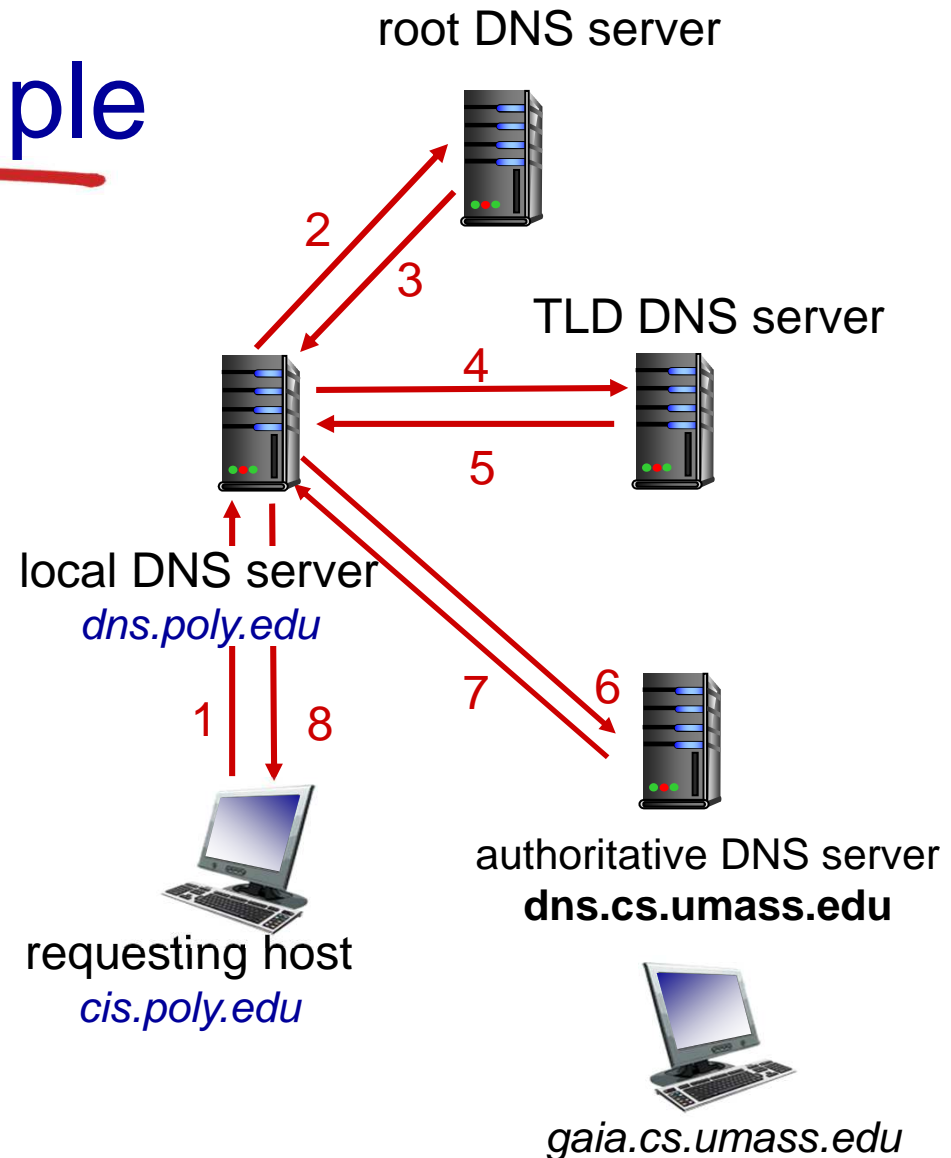 root DNS server
ple
2
3
TLD DNS server
4
5
local DNS server
dns.poly.edu
1
8
7
6
requesting host
cis.poly.edu
authoritative DNS server
dns.cs.umass.edu
gaia.cs.umass.edu